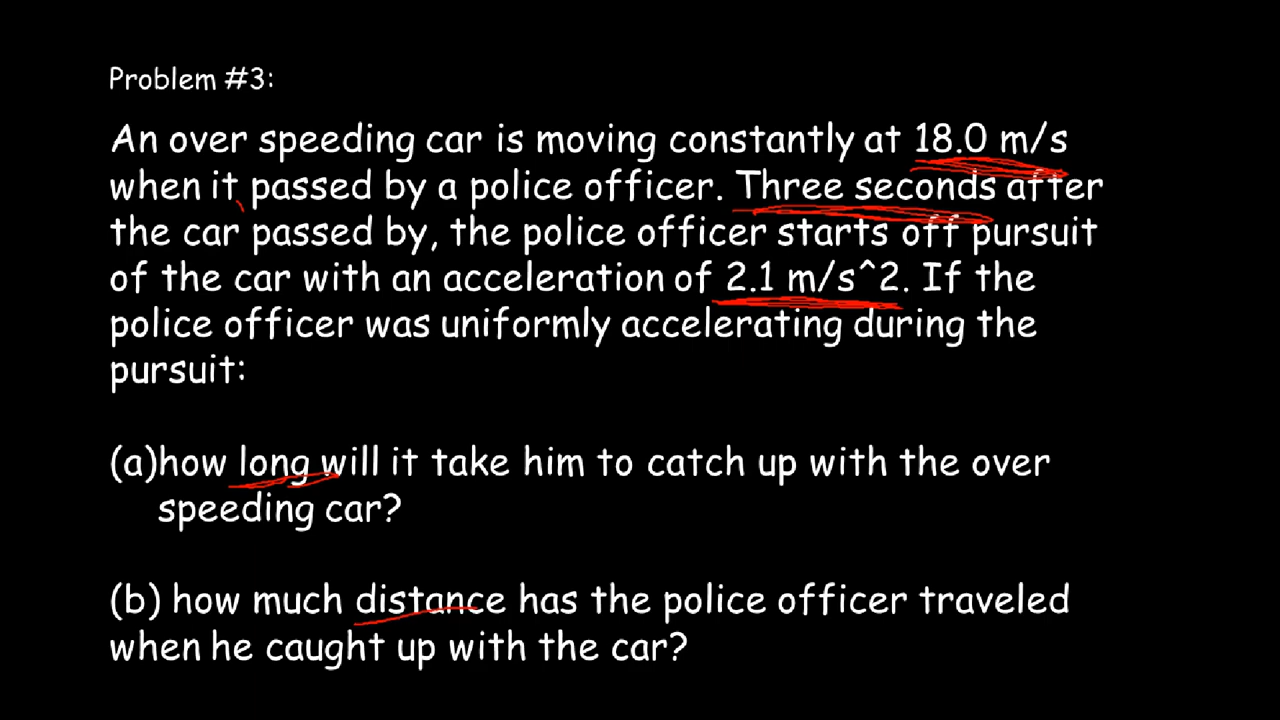 Problem #3:
An over speeding car is moving constantly at 18.0 m/s
when it passed by a police officer. Three seconds after
the car passed by, the police officer starts off pursuit
of the car with an acceleration of 2.1 m/s^2. If the
police officer was uniformly accelerating during the
pursuit:
(a)how long will it take him to catch up with the over
speeding car?
(b) how much distance has the police officer traveled
when he caught up with the car?